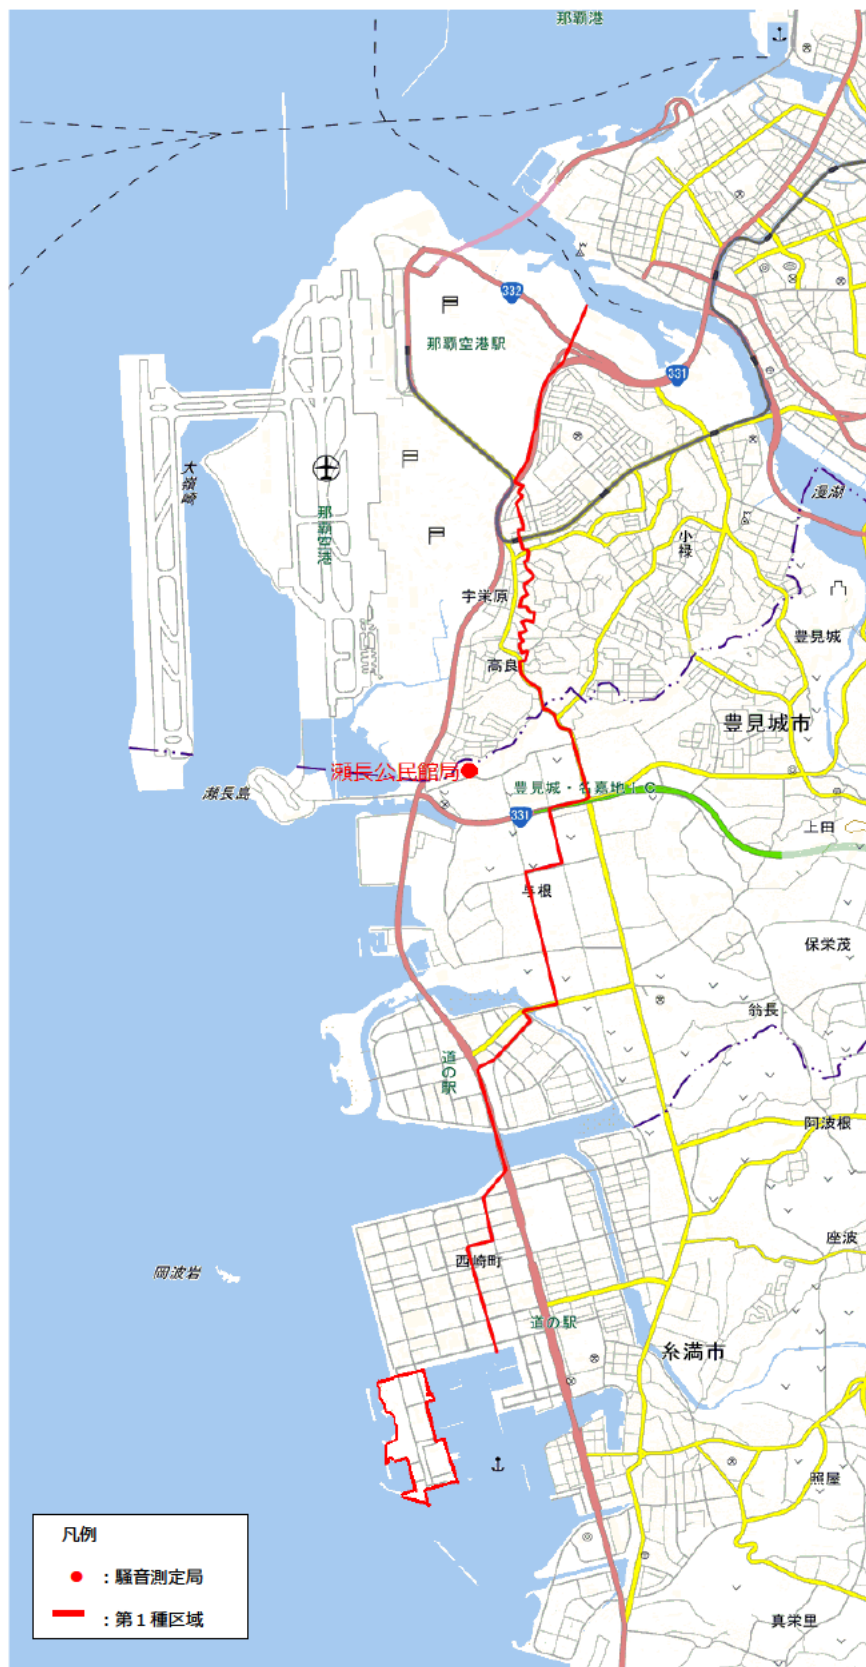 那覇港
332
那覇空港駅
331
大嶺崎
那覇空港
漫湖
小禄
宇栄原
豊見城
高良
豊見城市
瀬長公民館局
瀬長島
豊見城・名嘉地IC
331
上田
与根
保栄茂
翁長
道の駅
阿波根
座波
西崎町
岡波岩
道の駅
糸満市
照屋
凡例
：騒音測定局
：第１種区域
真栄里